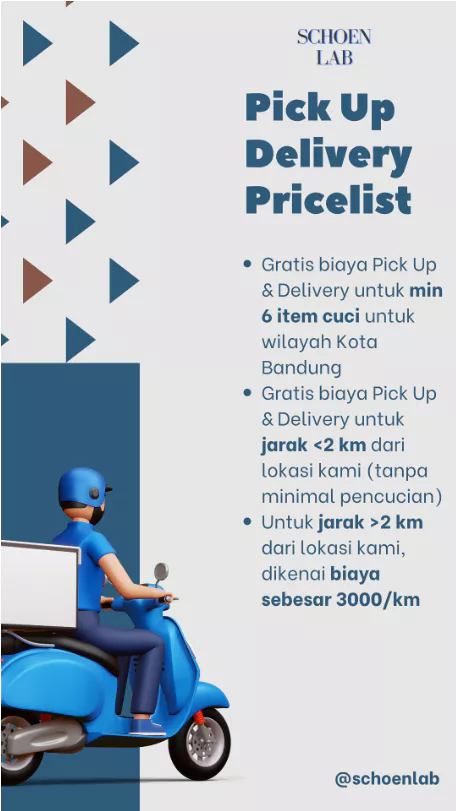 SCHOEN
LAB
Pick Up
Delivery
Pricelist
• Gratis biaya Pick Up
& Delivery untuk min
6 item cuci untuk
wilayah Kota
Bandung
• Gratis biaya Pick Up
& Delivery untuk
jarak <2 km dari
lokasi kami (tanpa
minimal pencucian)
• Untuk jarak >2 km
dari lokasi kami,
dikenai biaya
sebesar 3000/km
@schoenlab